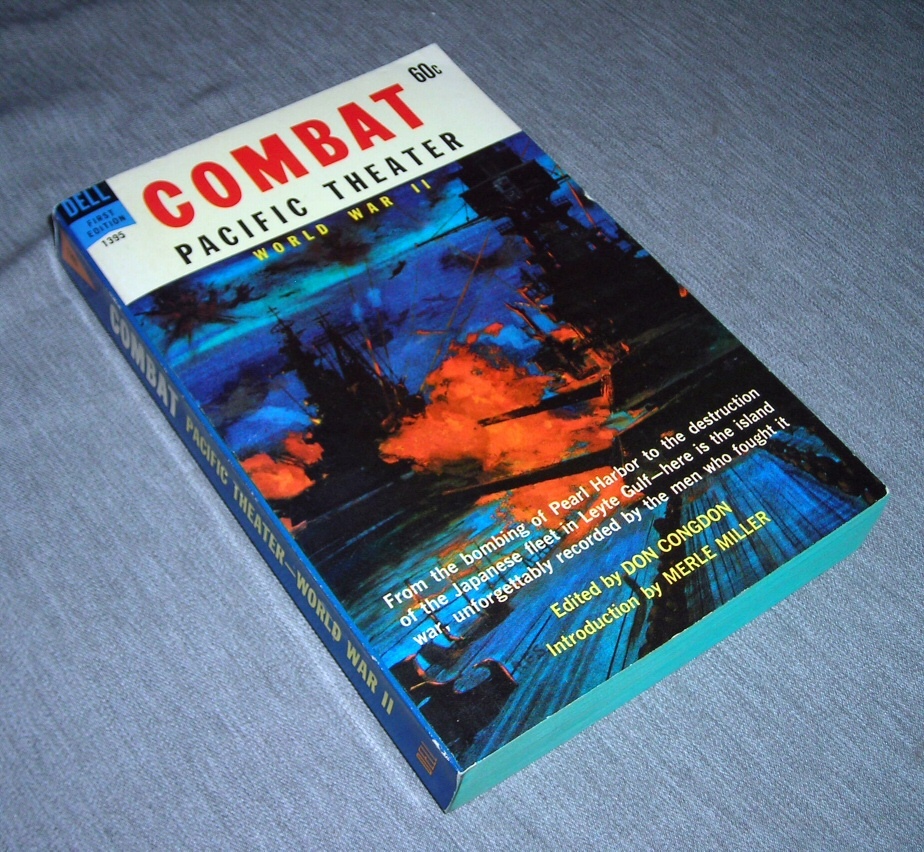 60c
COMBAT
PACIFIC THEATER
WORLD WAR II
DELL
FIRST
EDITION
1395
From the bombing of Pearl Harbor to the destruction
of the Japanese fleet in Leyte Gulf—here is the island
war, unforgettably recorded by the men who fought it
Edited by DON CONGDON
Introduction by MERLE MILLER
COMBAT PACIFIC THEATER—WORLD WAR II
DELL